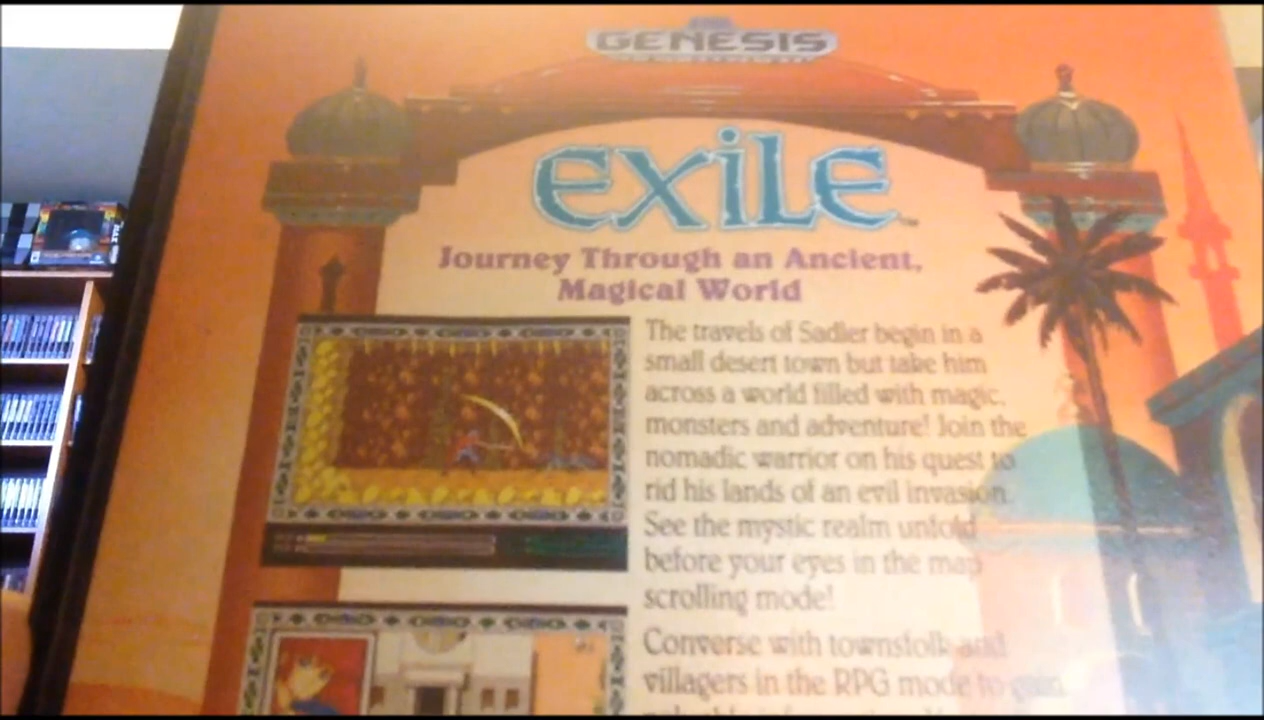 GENESIS
EXILE™
Journey Through an Ancient,
Magical World
The travels of Sadler begin in a
small desert town but take him
across a world filled with magic,
monsters and adventure! Join the
nomadic warrior on his quest to
rid his lands of an evil invasion.
See the mystic realm unfold
before your eyes in the map
scrolling mode!
Converse with townsfolk and
villagers in the RPG mode to gain